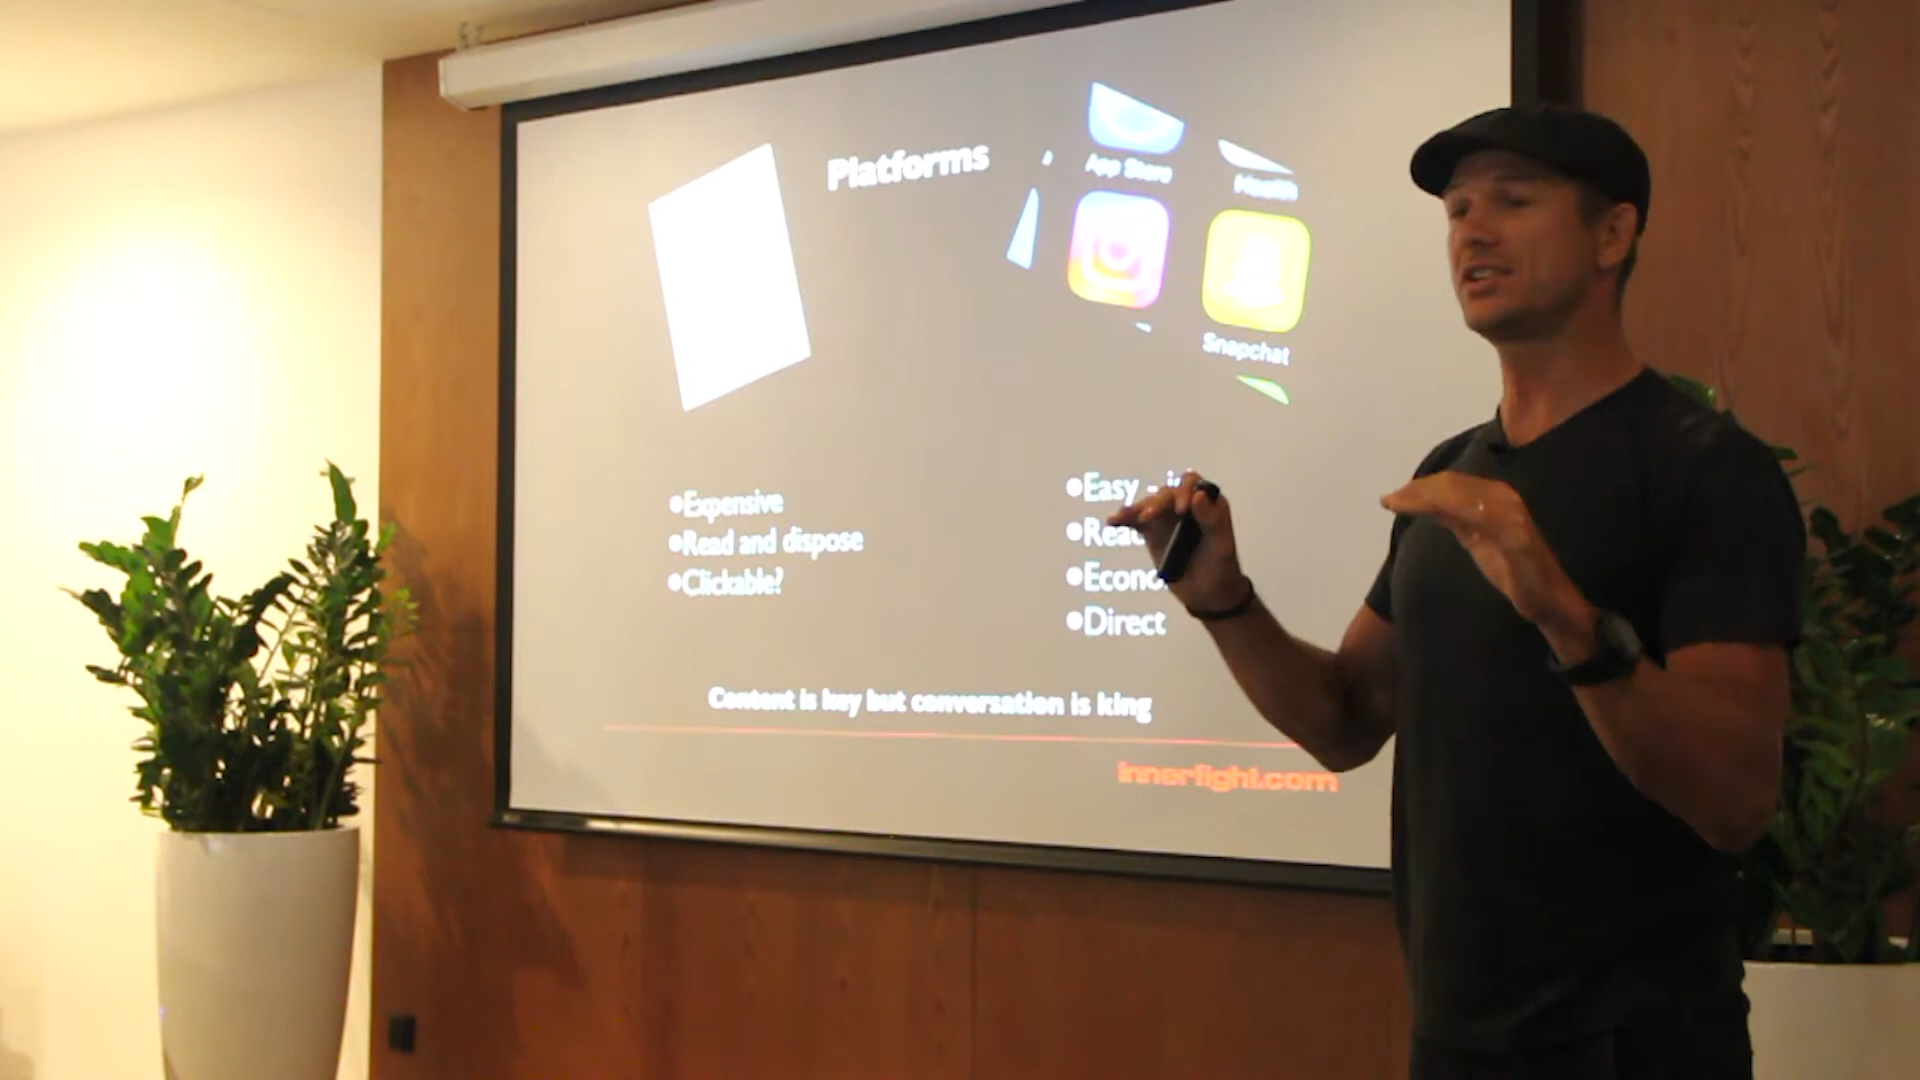 Platforms
App Store
Health
Snapchat
•Expensive
•Read and dispose
•Clickable?
•Easy -
•Direct
Content is key but conversation is king
innerfight.com